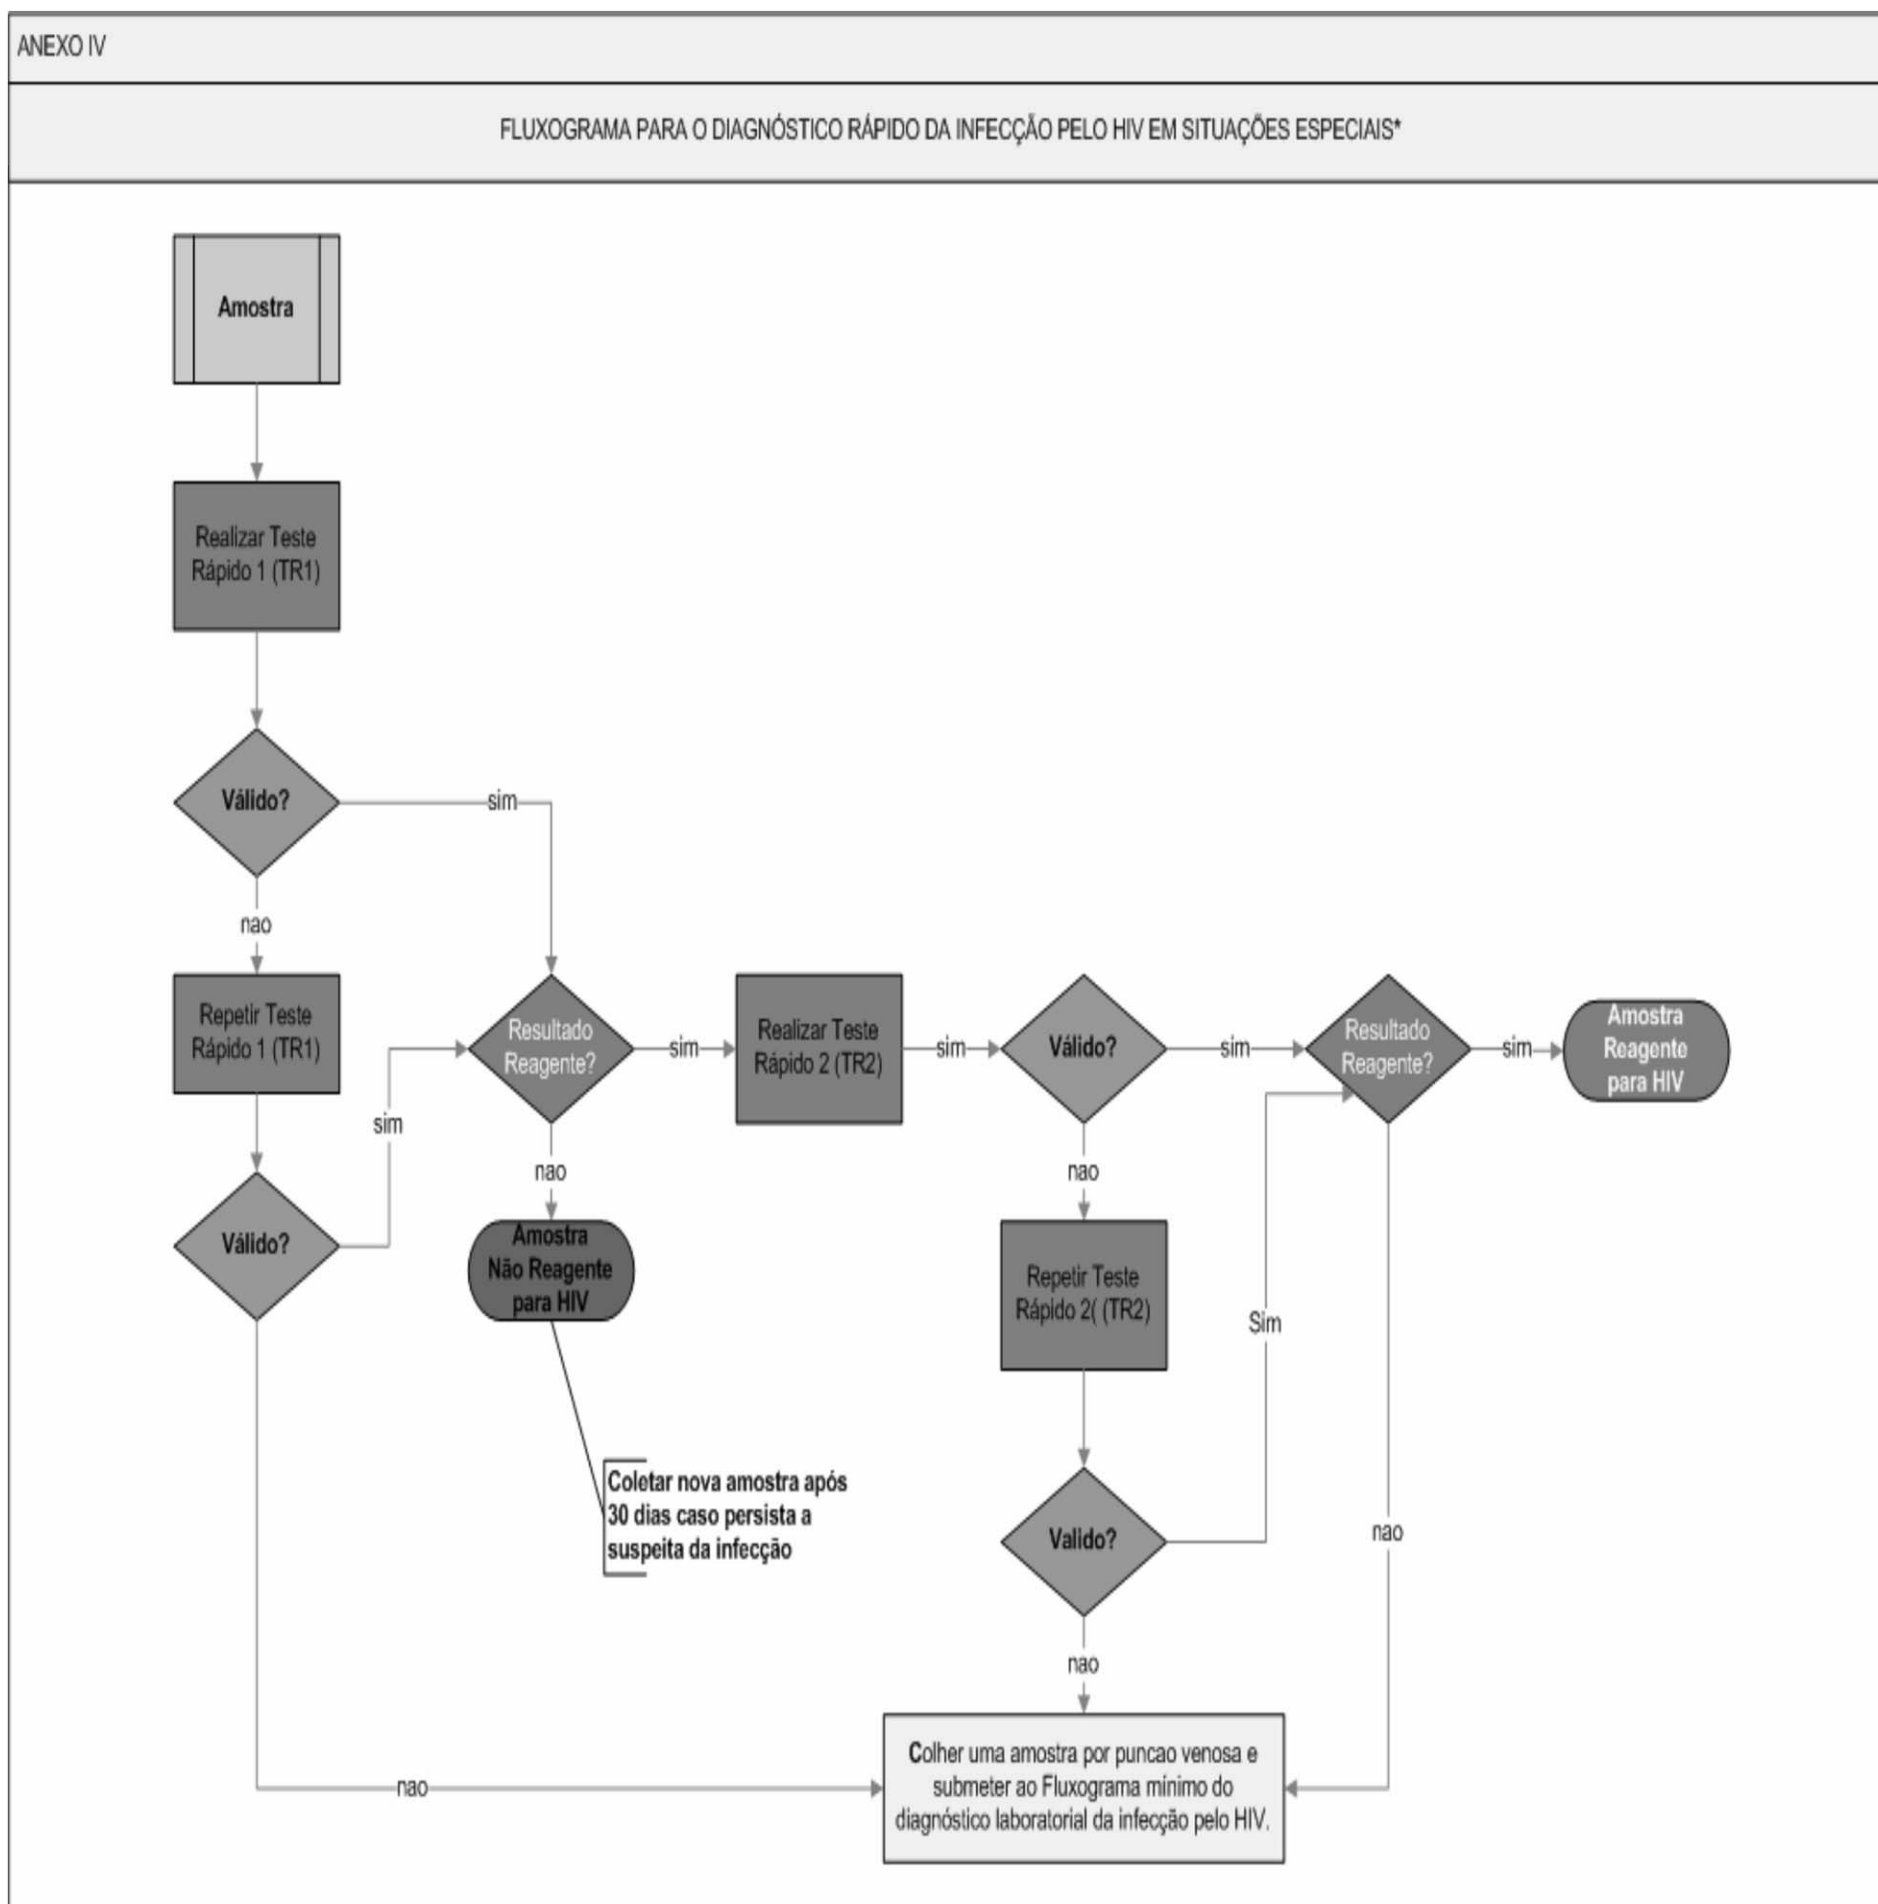 ANEXO IV
FLUXOGRAMA PARA O DIAGNÓSTICO RÁPIDO DA INFECÇÃO PELO HIV EM SITUAÇÕES ESPECIAIS*
Amostra
Realizar Teste
Rápido 1 (TR1)
Válido?
sim
nao
Repetir Teste
Rápido 1 (TR1)
sim
Válido?
nao
Resultado
Reagente?
sim
nao
Amostra
Não Reagente
para HIV
Coletar nova amostra após
30 dias caso persista a
suspeita da infecção
Realizar Teste
Rápido 2 (TR2)
sim
Válido?
sim
nao
Repetir Teste
Rápido 2( (TR2)
Valido?
Sim
nao
Resultado
Reagente?
sim
nao
Amostra
Reagente
para HIV
Colher uma amostra por puncao venosa e
submeter ao Fluxograma mínimo do
diagnóstico laboratorial da infecção pelo HIV.